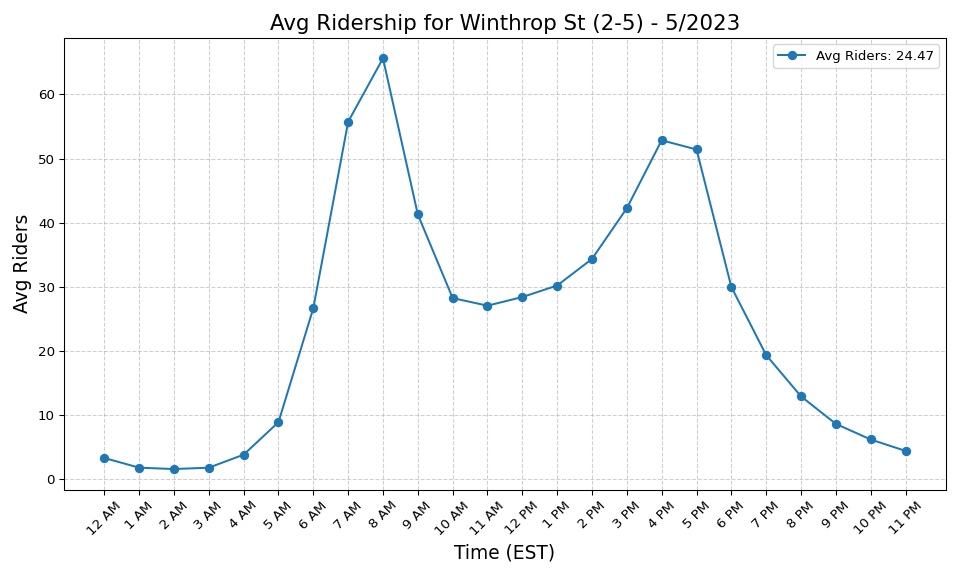 Avg Ridership for Winthrop St (2-5) - 5/2023
Avg Riders: 24.47
Avg Riders
60
50
40
30
20
10
0
12 AM
1 AM
2 AM
3 AM
4 AM
5 AM
6 AM
7 AM
8 AM
9 AM
10 AM
11 AM
12 PM
1 PM
2 PM
3 PM
4 PM
5 PM
6 PM
7 PM
8 PM
9 PM
10 PM
11 PM
Time (EST)